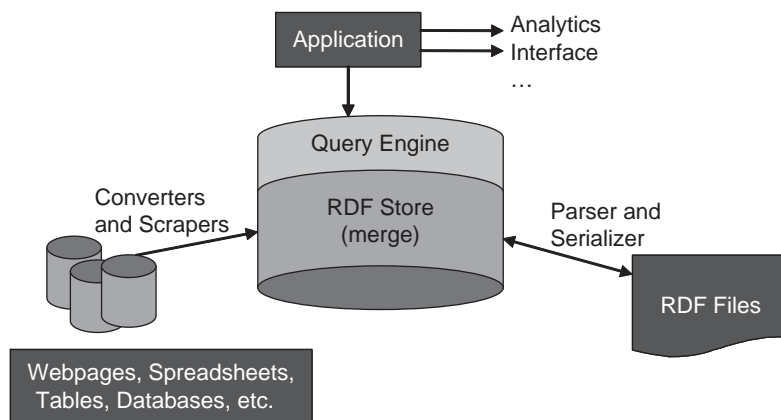 Application
Analytics
Interface
…
Query Engine
RDF Store
(merge)
Converters
and Scrapers
Parser and
Serializer
RDF Files
Webpages, Spreadsheets,
Tables, Databases, etc.